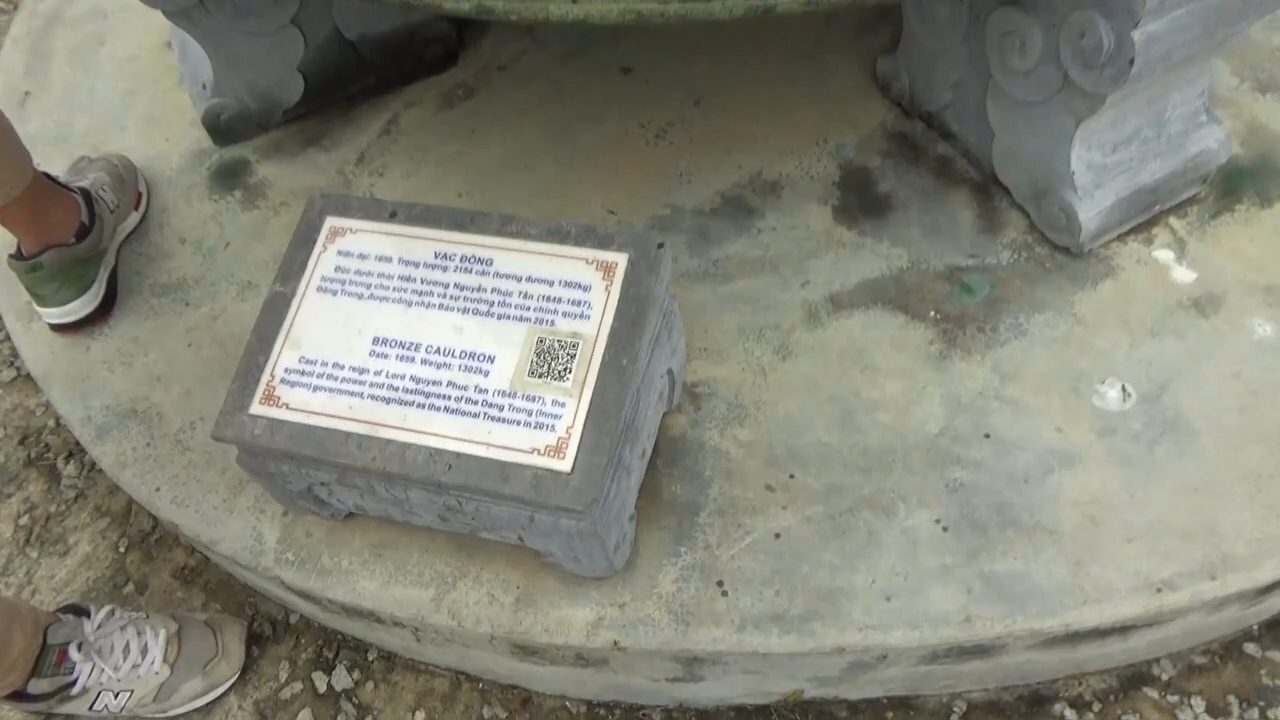 VẠC ĐỒNG
Niên đại: 1659. Trọng lượng: 2154 cân (tương đương 1302kg)
Đúc dưới thời Hiền Vương Nguyễn Phúc Tần (1648-1687),
tượng trưng cho sức mạnh và sự trường tồn của chính quyền
Đàng Trong, được công nhận Bảo vật Quốc gia năm 2015.
BRONZE CAULDRON
Date: 1659. Weight: 1302kg
Cast in the reign of Lord Nguyen Phuc Tan (1648-1687), the
symbol of the power and the lastingness of the Dang Trong (Inner
Region) government, recognized as the National Treasure in 2015.
N